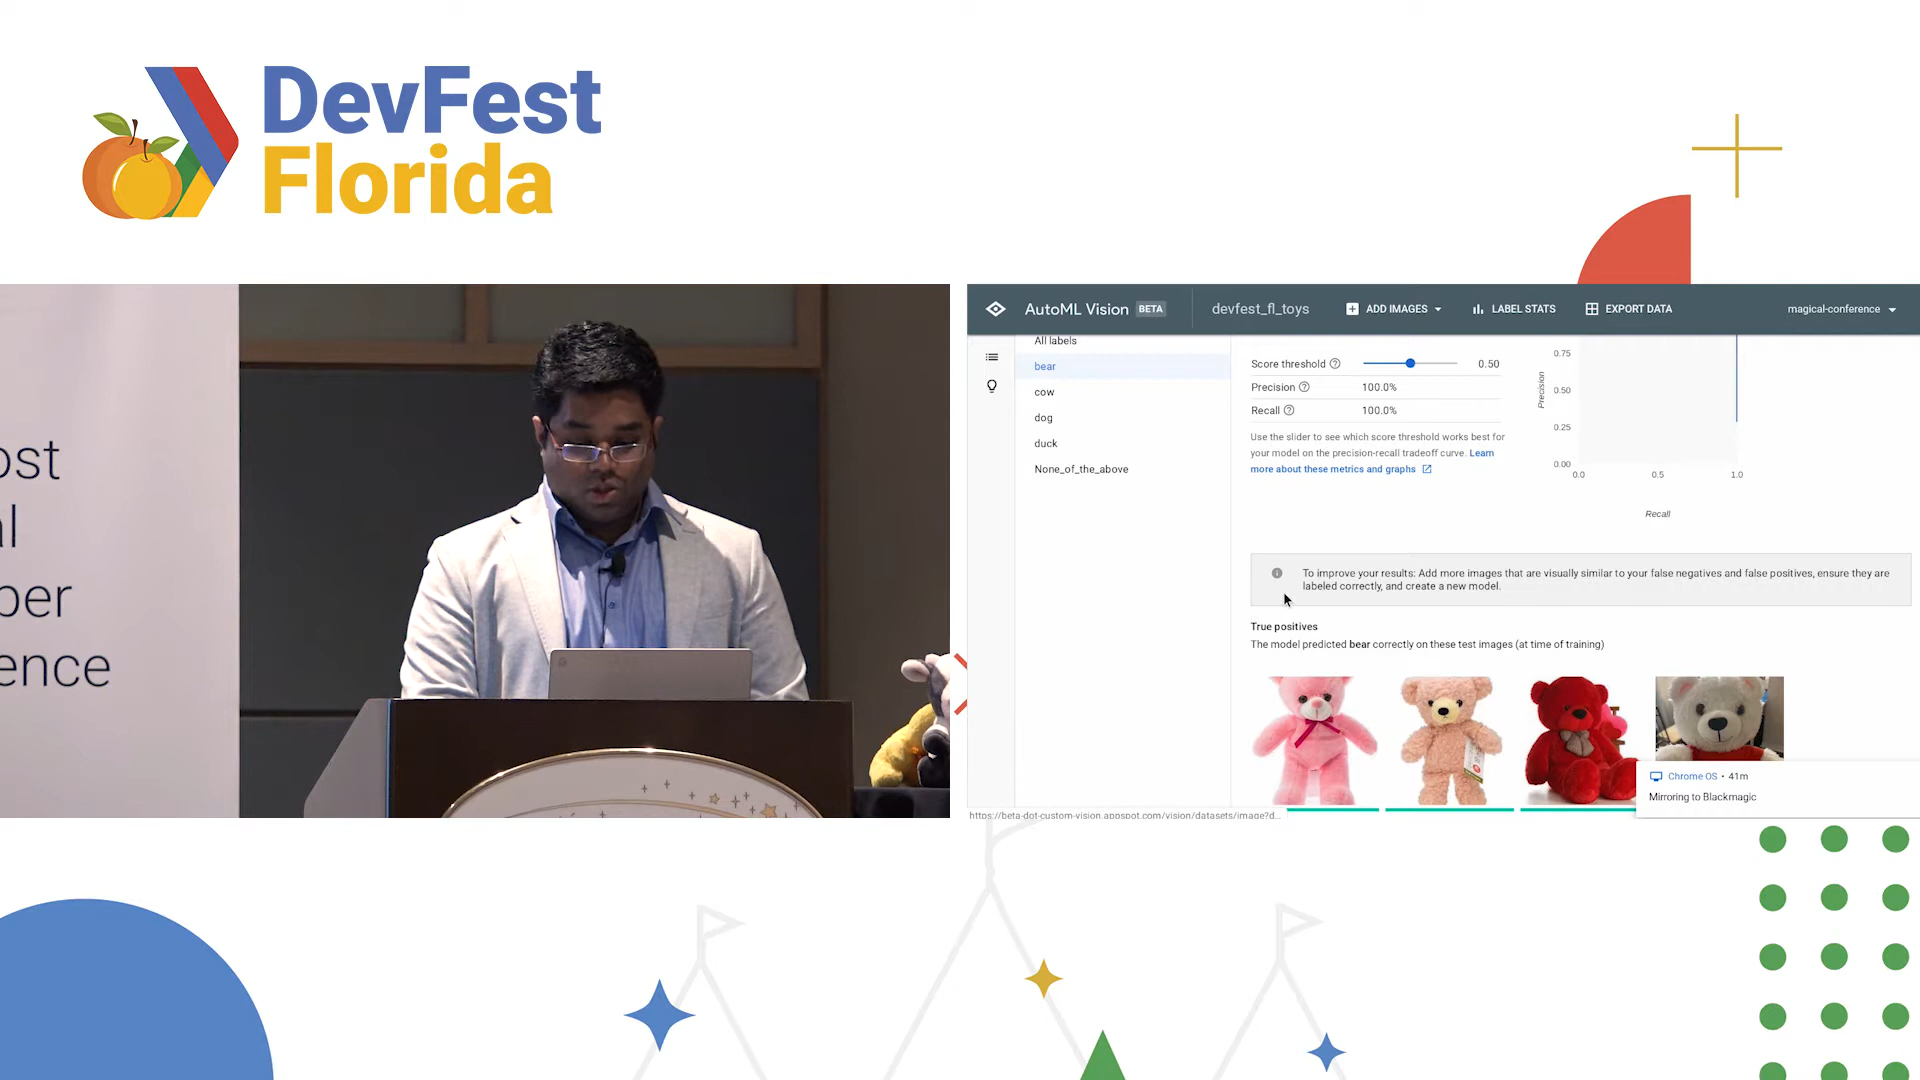 DevFest
Florida
ost
al
per
ence
AutoML Vision BETA
devfest_fl_toys
ADD IMAGES
LABEL STATS
EXPORT DATA
magical-conference
All labels
bear
cow
dog
duck
None_of_the_above
Score threshold 0.50
Precision 100.0%
Recall 100.0%
Use the slider to see which score threshold works best for
your model on the precision-recall tradeoff curve. Learn
more about these metrics and graphs
Precision
0.75
0.50
0.25
0.00
0.0 0.5 1.0
Recall
To improve your results: Add more images that are visually similar to your false negatives and false positives, ensure they are
labeled correctly, and create a new model.
True positives
The model predicted bear correctly on these test images (at time of training)
Chrome OS • 41m
Mirroring to Blackmagic
https://beta-dot-custom-vision.appspot.com/vision/datasets/image?d...